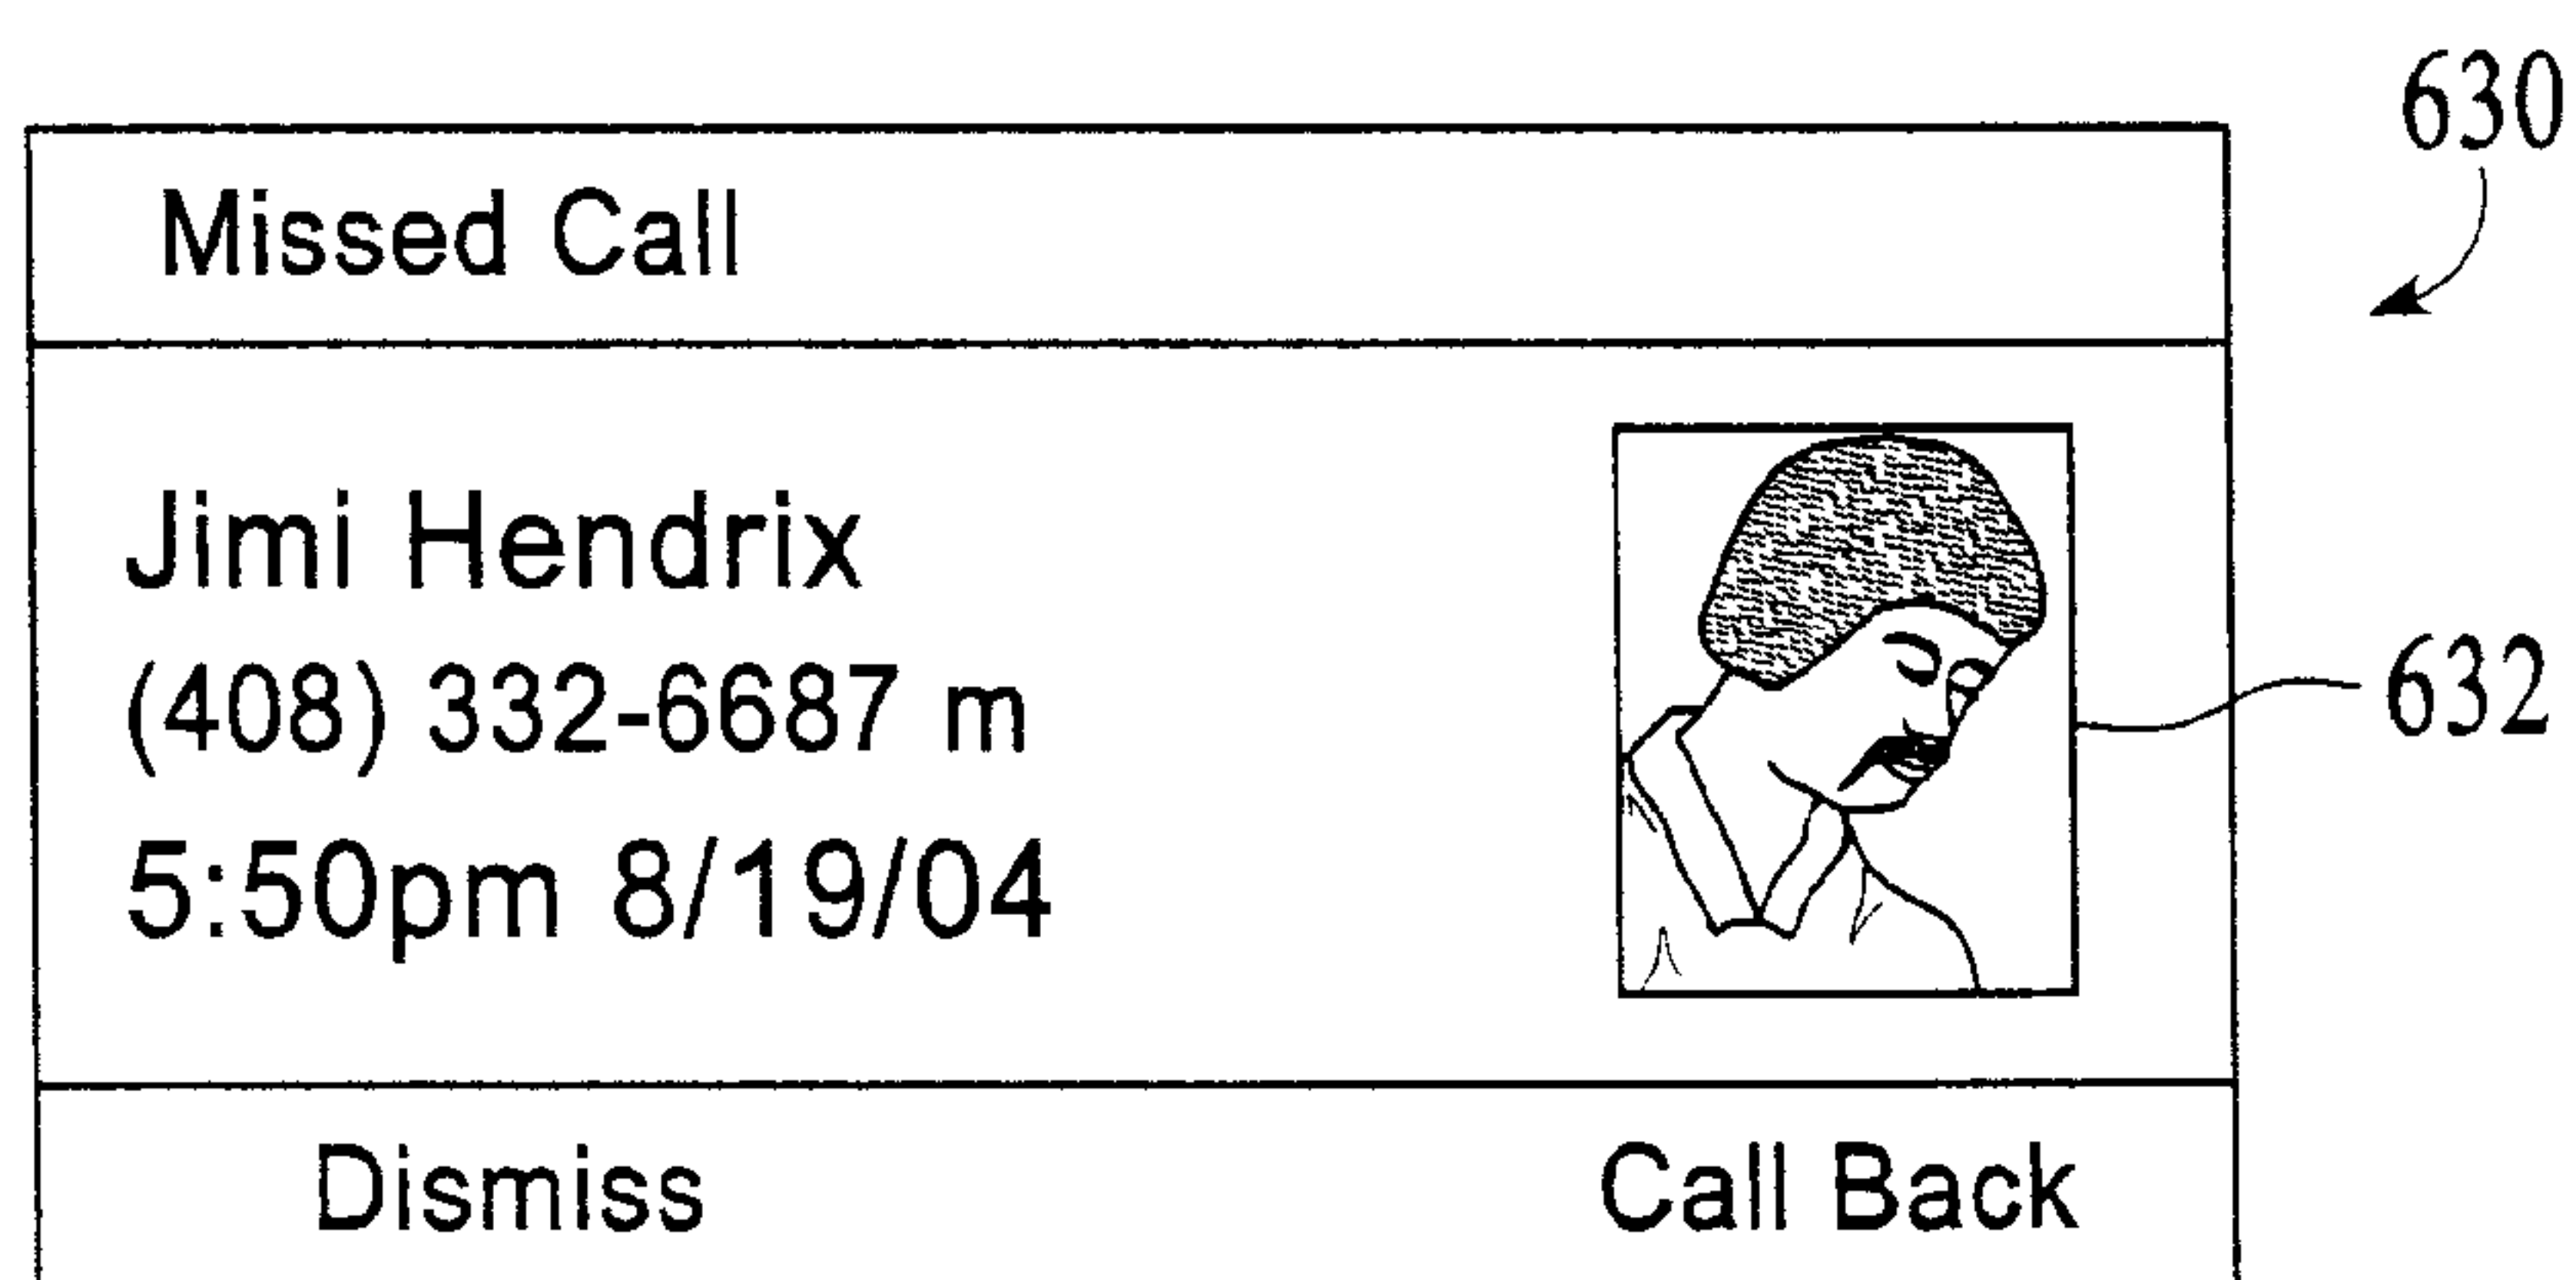 630
Missed Call
Jimi Hendrix
(408) 332-6687 m
632
5:50pm 8/19/04
Dismiss Call Back